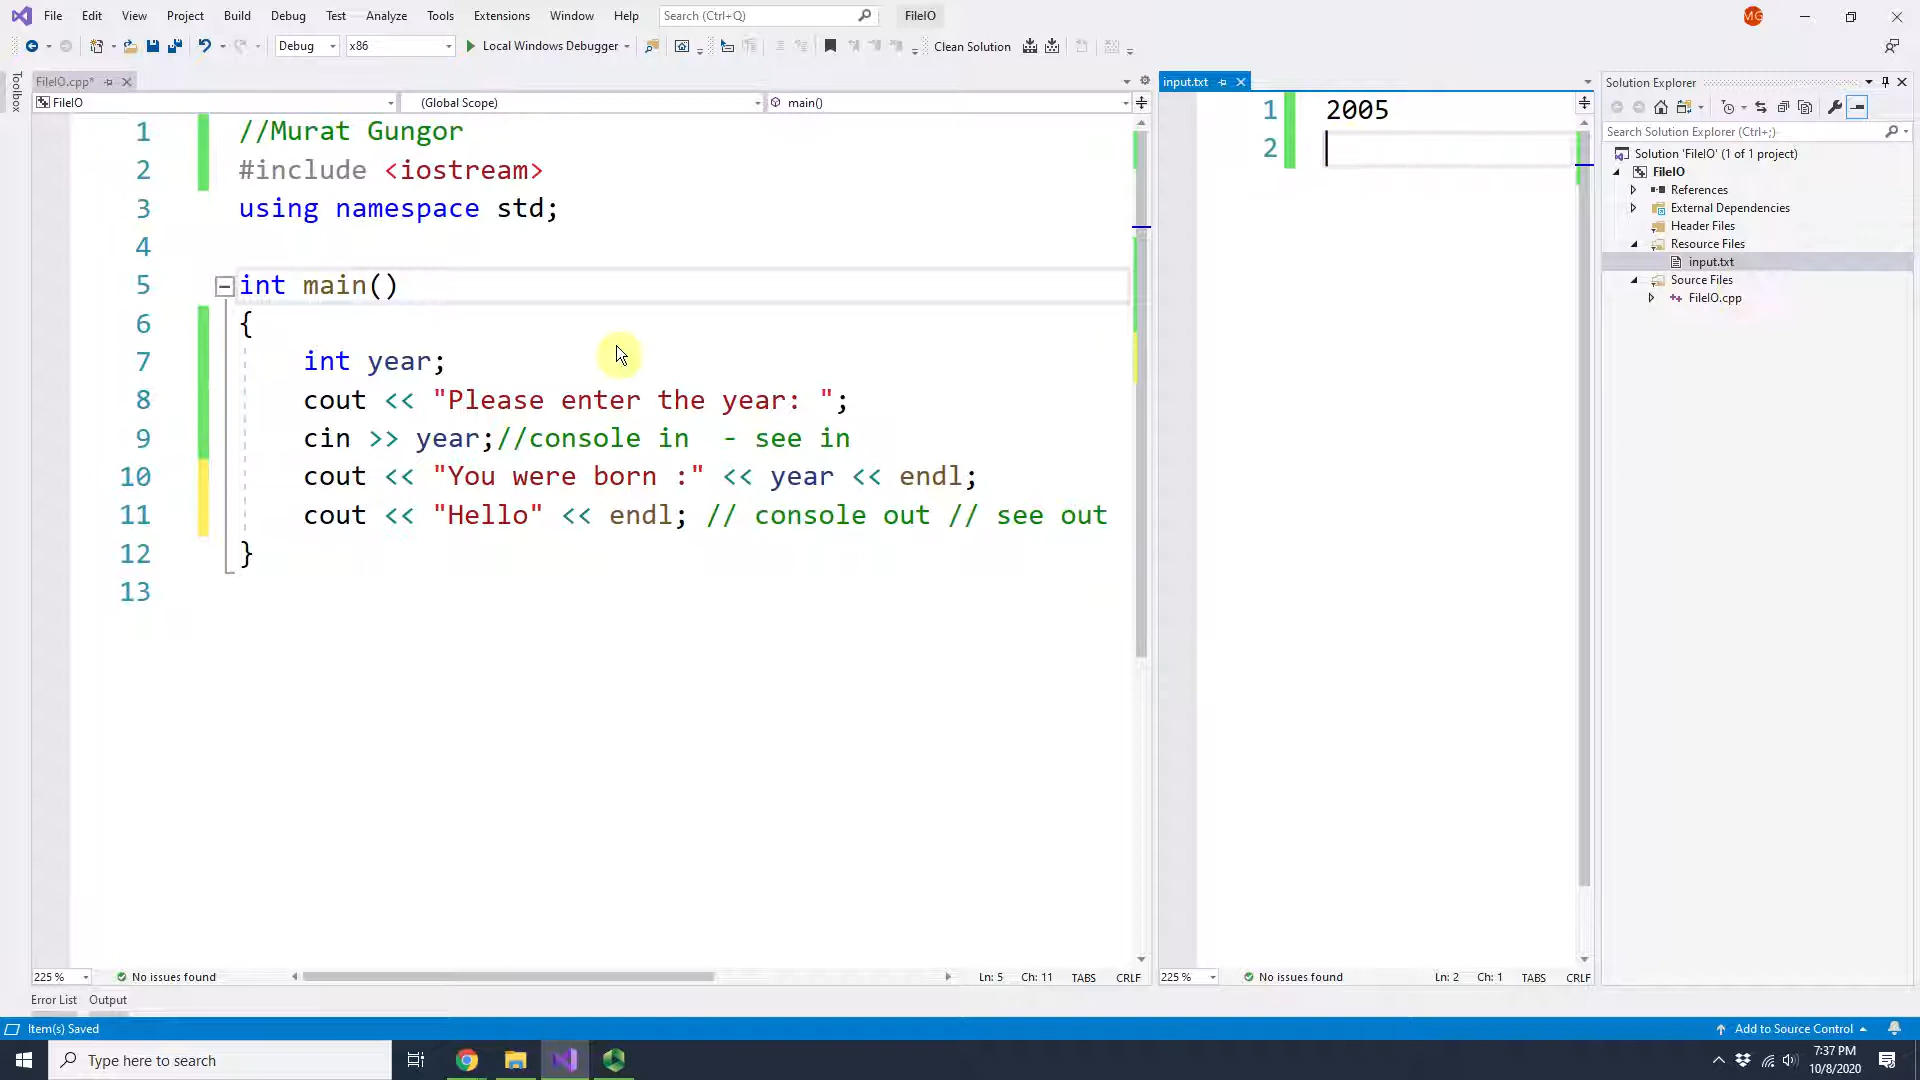 File Edit View Project Build Debug Test Analyze Tools Extensions Window Help Search (Ctrl+Q) FileIO MG
Debug x86 Local Windows Debugger Clean Solution
Toolbox
FileIO.cpp*
FileIO (Global Scope) main()
1 //Murat Gungor
2 #include <iostream>
3 using namespace std;
4
5 int main()
6 {
7 int year;
8 cout << "Please enter the year: ";
9 cin >> year;//console in  - see in
10 cout << "You were born :" << year << endl;
11 cout << "Hello" << endl; // console out // see out
12 }
13
225 % No issues found Ln: 5 Ch: 11 TABS CRLF
input.txt
1 2005
2
225 % No issues found Ln: 2 Ch: 1 TABS CRLF
Solution Explorer
Search Solution Explorer (Ctrl+;)
Solution 'FileIO' (1 of 1 project)
FileIO
References
External Dependencies
Header Files
Resource Files
input.txt
Source Files
FileIO.cpp
Error List Output
Item(s) Saved Add to Source Control
Type here to search
7:37 PM
10/8/2020